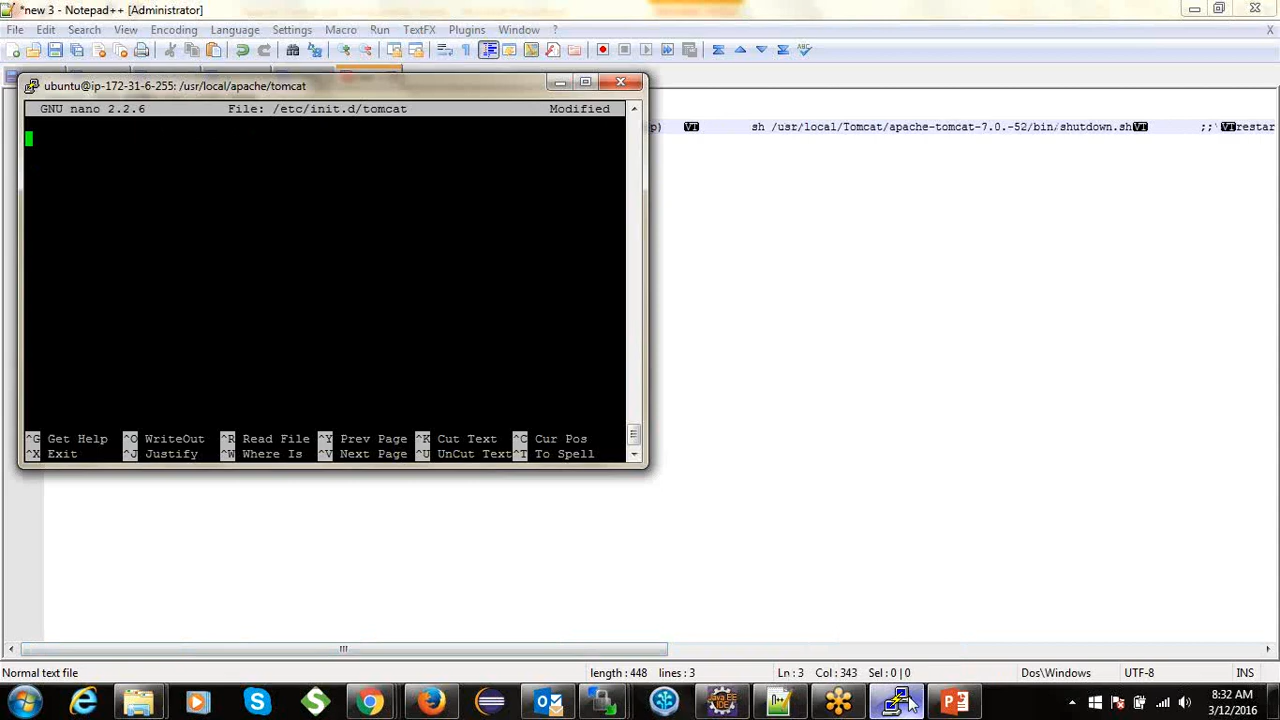 *new 3 - Notepad++ [Administrator]
File Edit Search View Encoding Language Settings Macro Run TextFX Plugins Window ?
ubuntu@ip-172-31-6-255: /usr/local/apache/tomcat
GNU nano 2.2.6 File: /etc/init.d/tomcat Modified
p) VT sh /usr/local/Tomcat/apache-tomcat-7.0.-52/bin/shutdown.shVT ;;` VTrestar
^G Get Help ^O WriteOut ^R Read File ^Y Prev Page ^K Cut Text ^C Cur Pos
^X Exit ^J Justify ^W Where Is ^V Next Page ^U UnCut Text^T To Spell
Normal text file length : 448 lines : 3 Ln : 3 Col : 343 Sel : 0 | 0 Dos\Windows UTF-8 INS
8:32 AM
3/12/2016